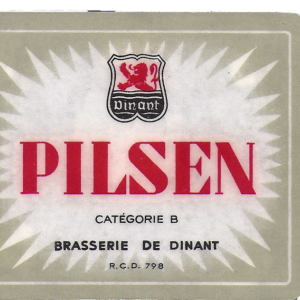 Dinant
PILSEN
CATÉGORIE B
BRASSERIE DE DINANT
R.C.D. 798